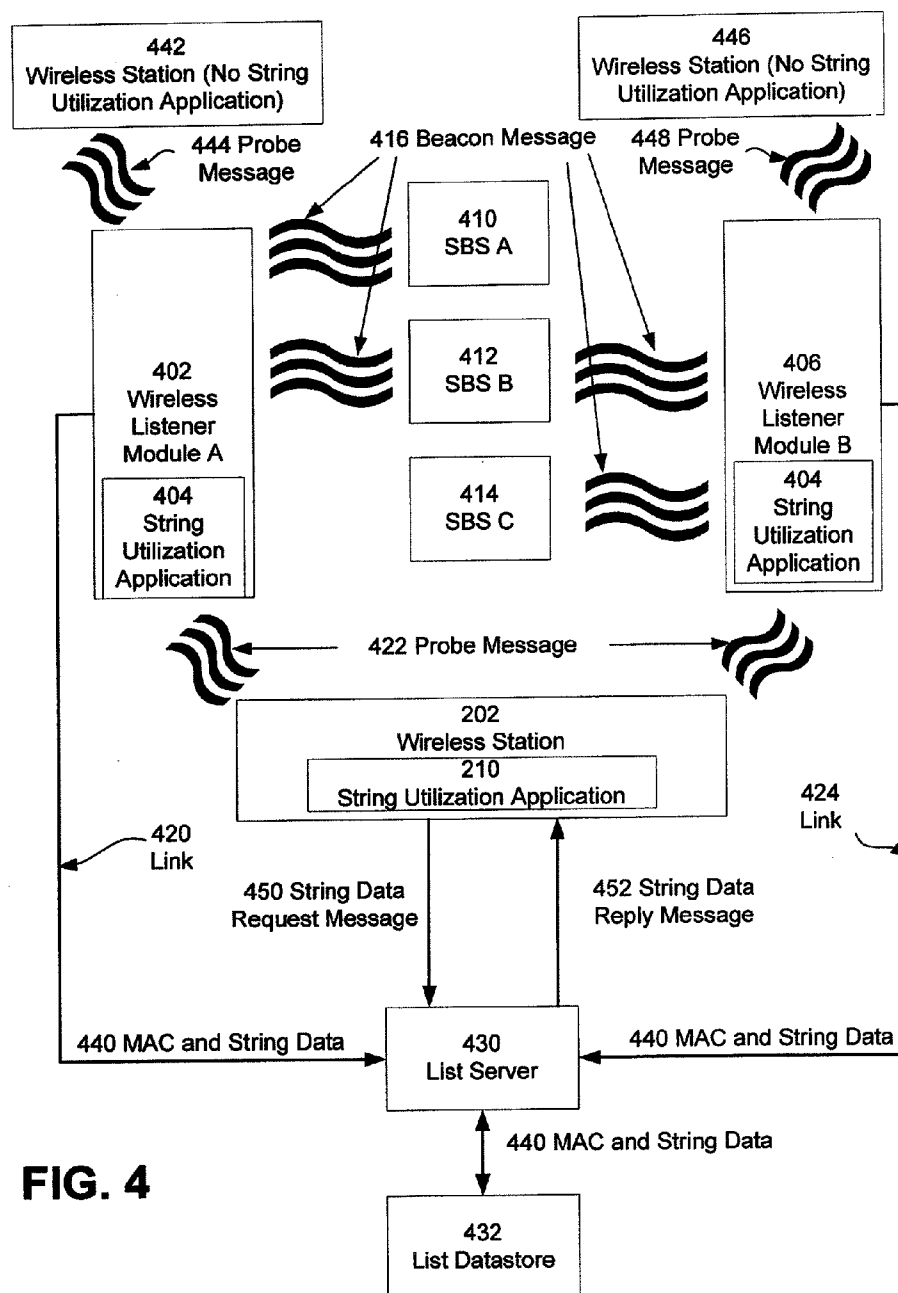 442
Wireless Station (No String
Utilization Application)
446
Wireless Station (No String
Utilization Application)
444 Probe
Message
416 Beacon Message
448 Probe
Message
410
SBS A
402
Wireless
Listener
Module A
412
SBS B
406
Wireless
Listener
Module B
404
String
Utilization
Application
414
SBS C
404
String
Utilization
Application
422 Probe Message
202
Wireless Station
210
String Utilization Application
420
Link
424
Link
450 String Data
Request Message
452 String Data
Reply Message
440 MAC and String Data
430
List Server
440 MAC and String Data
440 MAC and String Data
FIG. 4
432
List Datastore